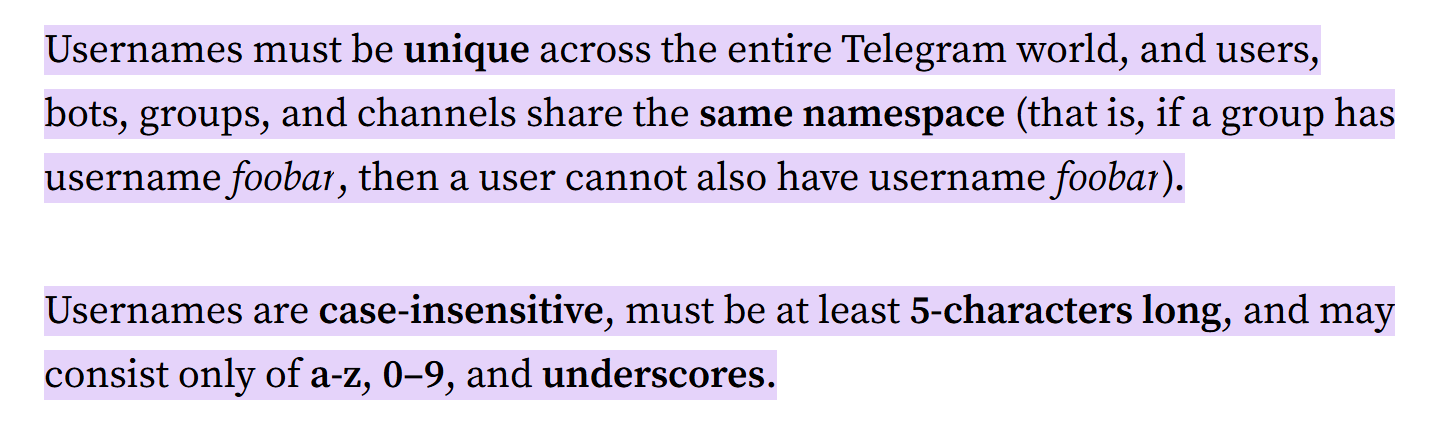 Usernames must be unique across the entire Telegram world, and users,
bots, groups, and channels share the same namespace (that is, if a group has
username foobar, then a user cannot also have username foobar).
Usernames are case-insensitive, must be at least 5-characters long, and may
consist only of a-z, 0–9, and underscores.